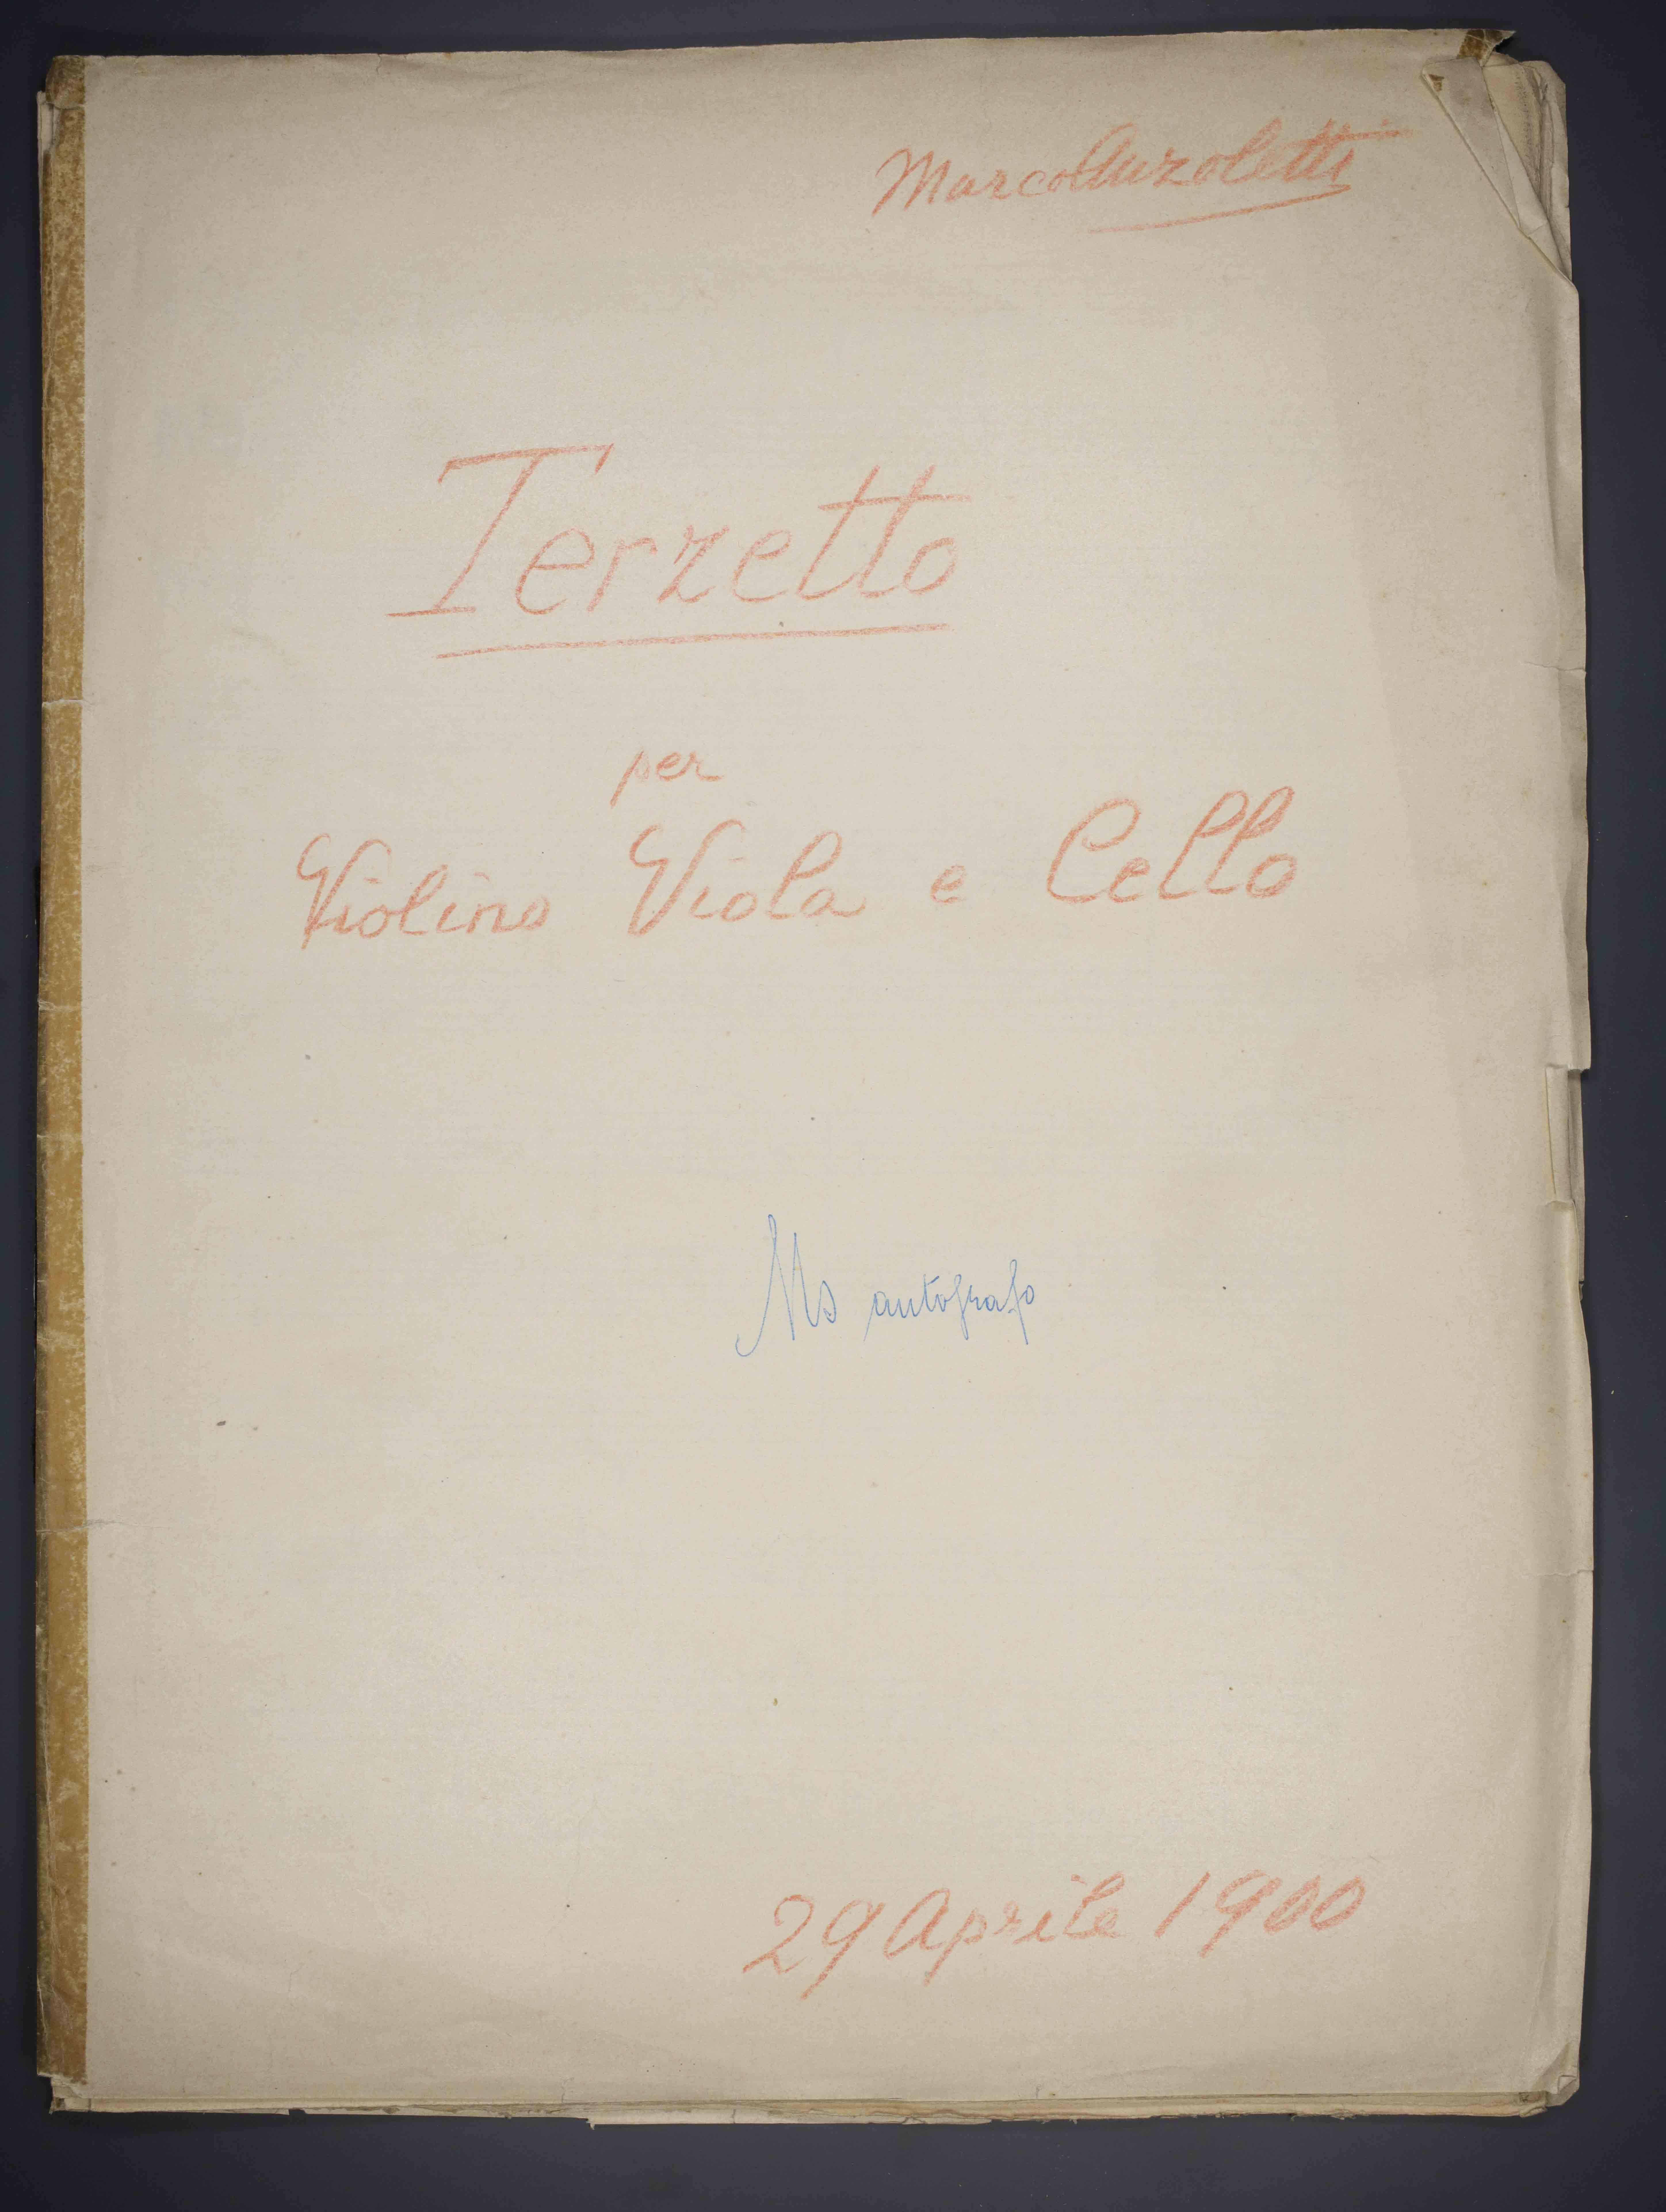 Marco Anzoletti
Terzetto
per
Violino Viola e Cello
Ms autografo
29 Aprile 1900